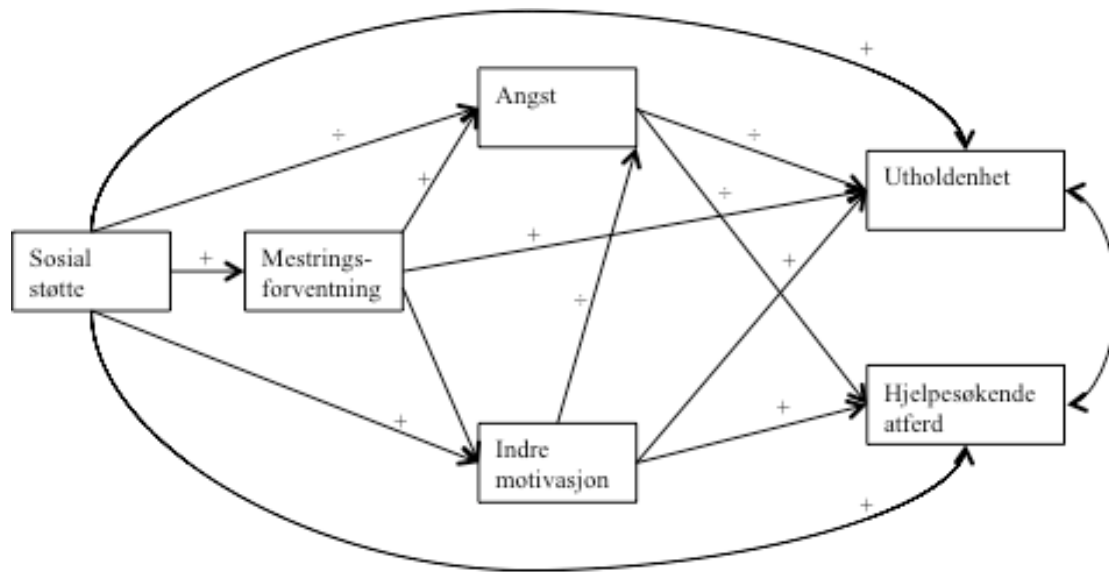 +
Angst
÷
÷
+
÷
Utholdenhet
Sosial
støtte
+
Mestrings-
forventning
+
+
÷
Hjelpesøkende
atferd
+
+
Indre
motivasjon
+